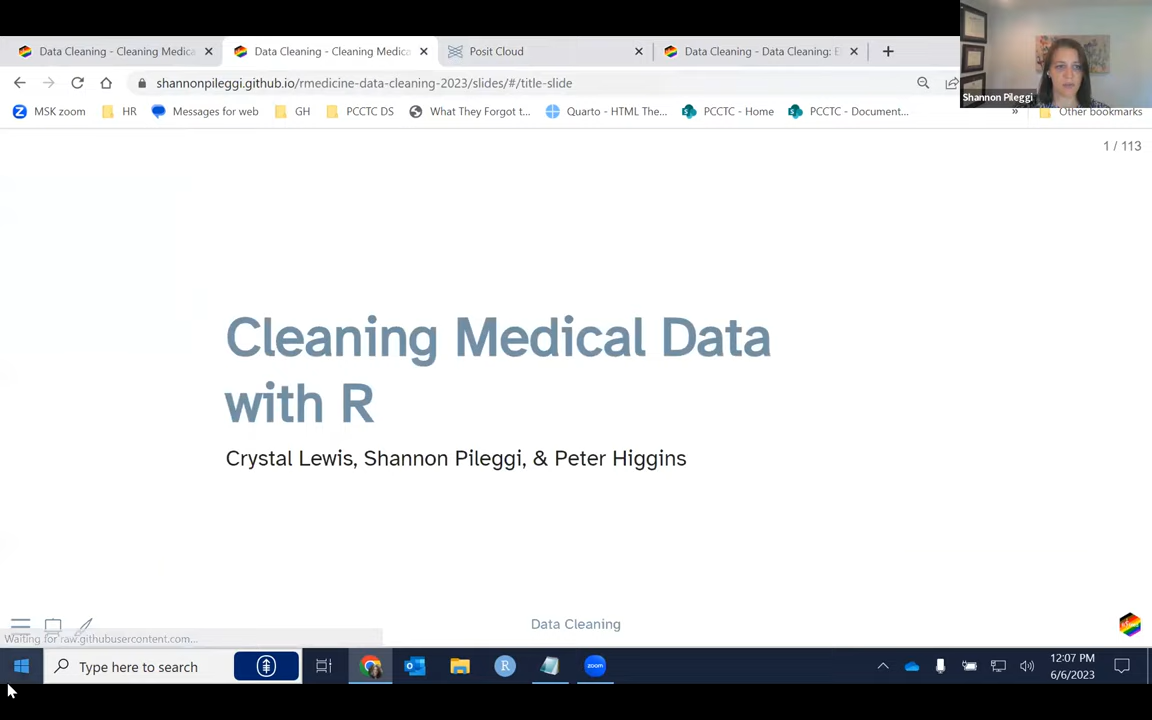 Data Cleaning - Cleaning Medica
Data Cleaning - Cleaning Medica
Posit Cloud
Data Cleaning - Data Cleaning: E
shannonpileggi.github.io/rmedicine-data-cleaning-2023/slides/#/title-slide
Shannon Pileggi
MSK zoom
HR
Messages for web
GH
PCCTC DS
What They Forgot t...
Quarto - HTML The...
PCCTC - Home
PCCTC - Document...
»
Other bookmarks
1 / 113
Cleaning Medical Data
with R
Crystal Lewis, Shannon Pileggi, & Peter Higgins
Data Cleaning
Waiting for raw.githubusercontent.com...
Type here to search
R
zoom
12:07 PM
6/6/2023